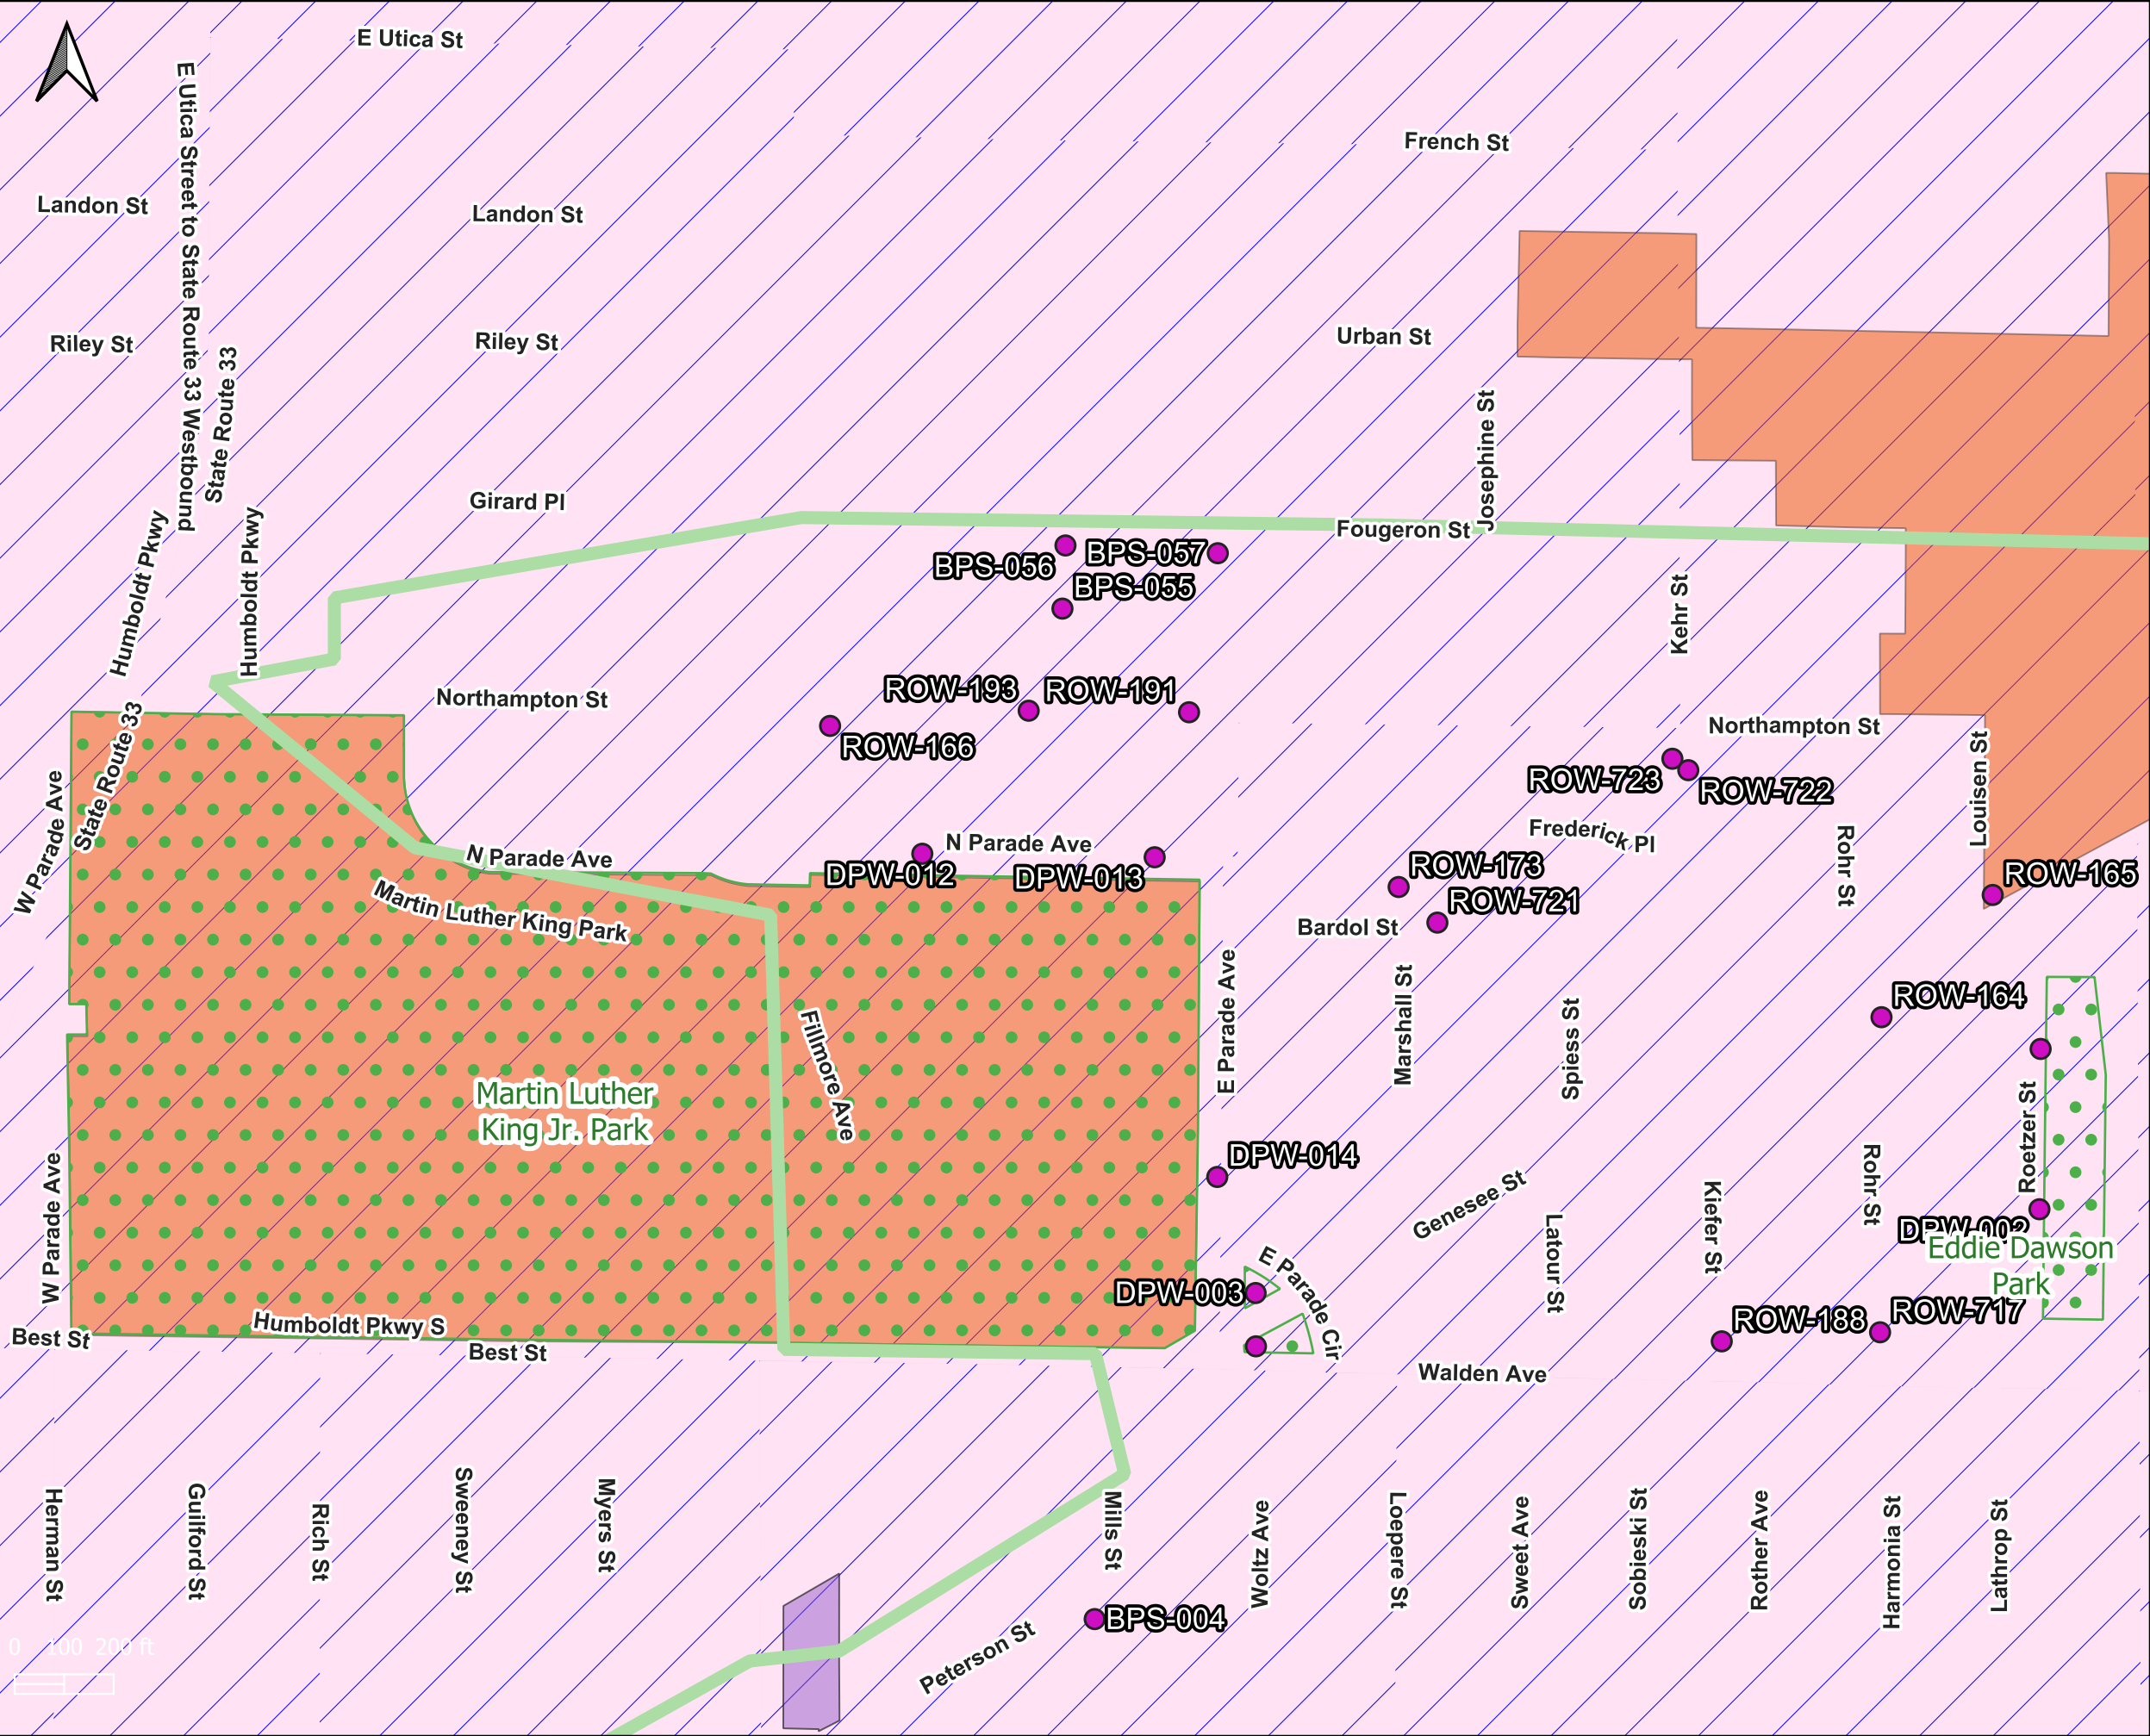 E Utica St
E Utica Street to State Route 33 Westbound
French St
Landon St
Landon St
Riley St
Riley St
State Route 33
Urban St
Josephine St
Girard Pl
Humboldt Pkwy
Humboldt Pkwy
Fougeron St
BPS-056
BPS-057
BPS-055
Kehr St
Northampton St
ROW-193
ROW-191
ROW-166
Northampton St
State Route 33
W Parade Ave
ROW-723
ROW-722
Louisen St
Frederick Pl
N Parade Ave
N Parade Ave
DPW-012
DPW-013
ROW-173
ROW-721
Rohr St
ROW-165
Martin Luther King Park
Bardol St
E Parade Ave
Marshall St
Spiess St
ROW-164
Fillmore Ave
Martin Luther
King Jr. Park
Roetzer St
DPW-014
W Parade Ave
Genesee St
Rohr St
Kiefer St
Latour St
DPW-002
Eddie Dawson
Park
E Parade Cir
DPW-003
ROW-188
ROW-717
Humboldt Pkwy S
Best St
Best St
Walden Ave
Herman St
Guilford St
Rich St
Sweeney St
Myers St
Mills St
Woltz Ave
Loepere St
Sweet Ave
Sobieski St
Rother Ave
Harmonia St
Lathrop St
BPS-004
Peterson St
0 100 200 ft